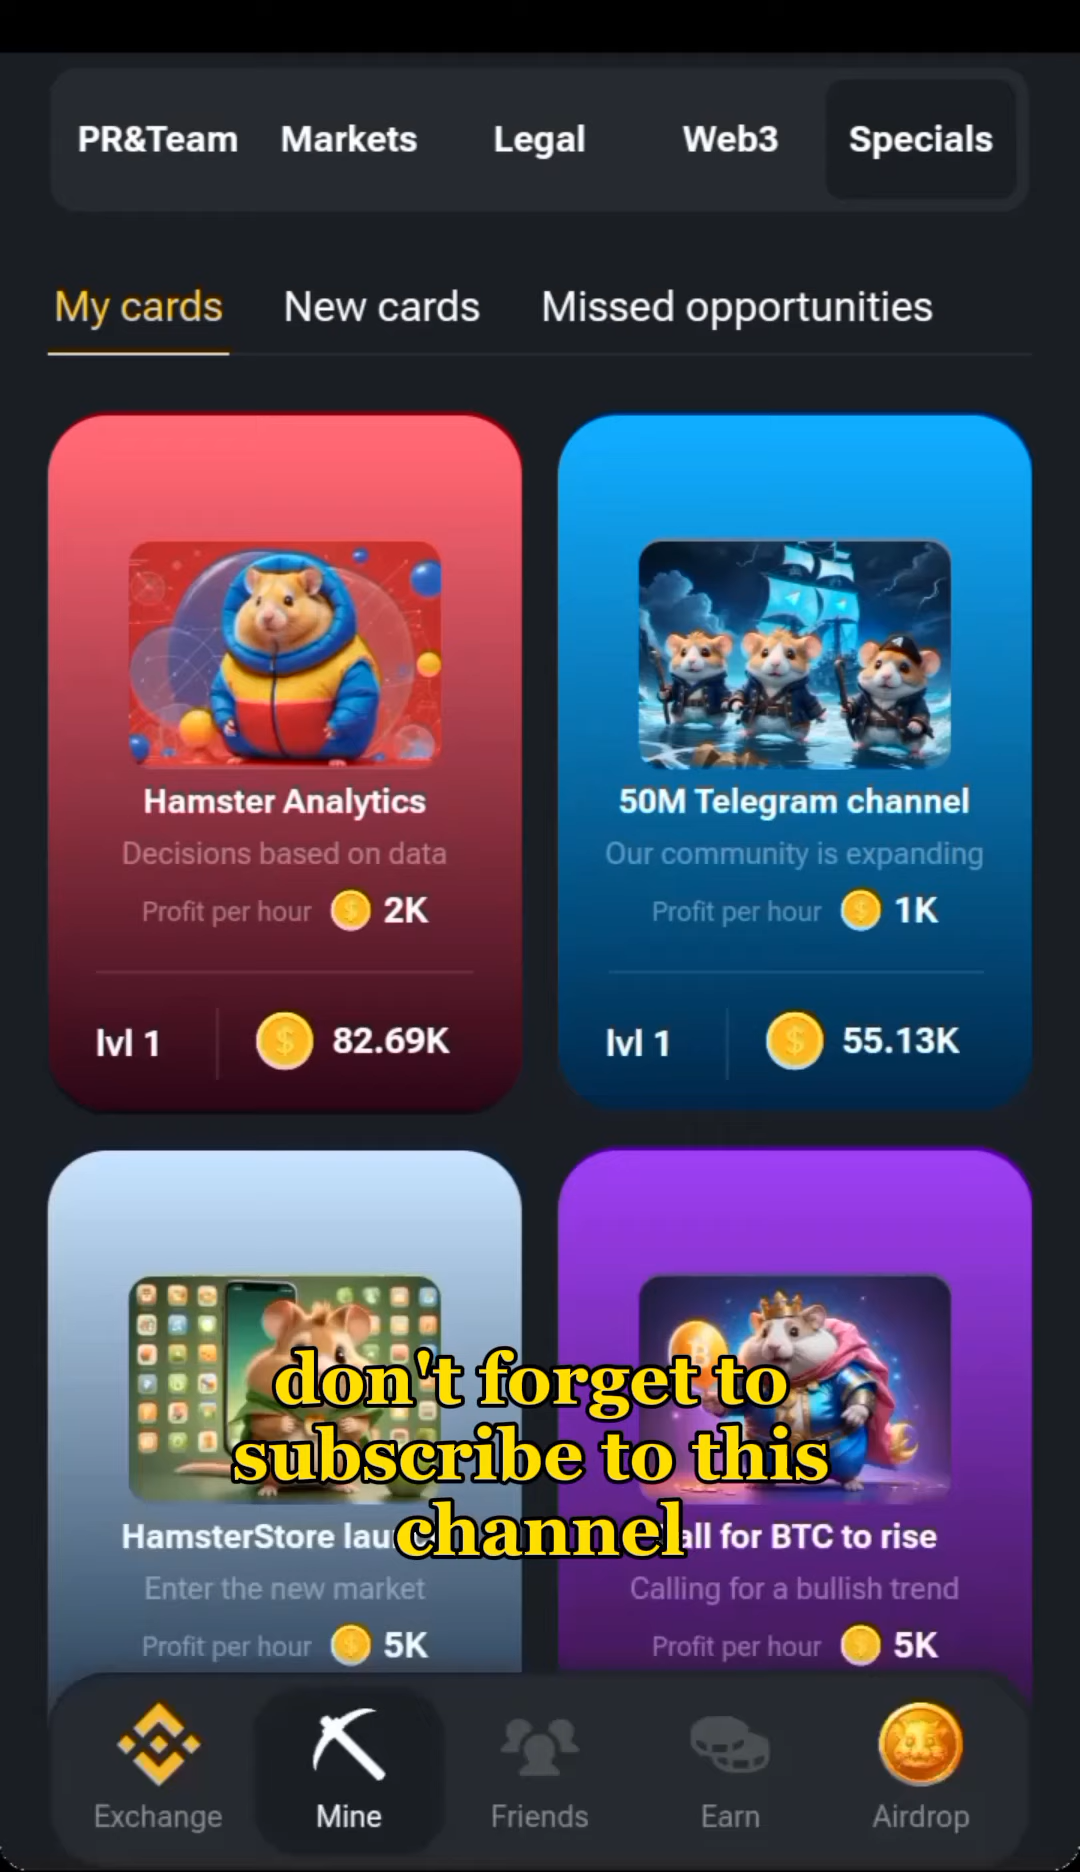 PR&Team Markets Legal Web3 Specials
My cards New cards Missed opportunities
Hamster Analytics
Decisions based on data
Profit per hour 2K
lvl 1 82.69K
50M Telegram channel
Our community is expanding
Profit per hour 1K
lvl 1 55.13K
HamsterStore
Enter the new market
Profit per hour 5K
for BTC to rise
Calling for a bullish trend
Profit per hour 5K
don't forget to
subscribe to this
channel
Exchange Mine Friends Earn Airdrop